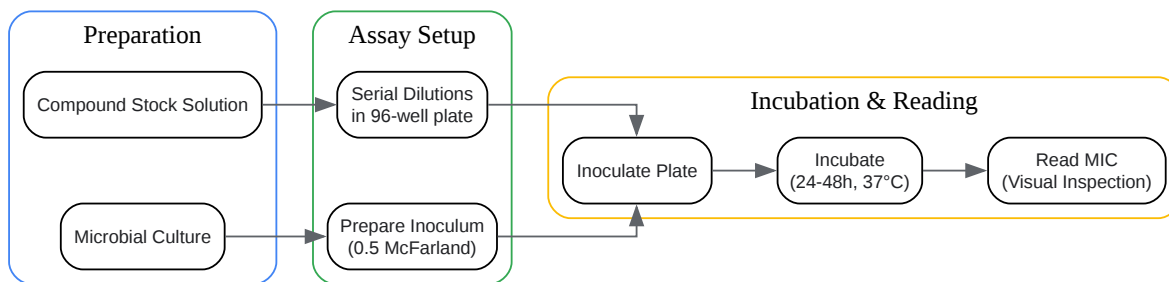 Preparation
Compound Stock Solution
Microbial Culture
Assay Setup
Serial Dilutions
in 96-well plate
Prepare Inoculum
(0.5 McFarland)
Incubation & Reading
Inoculate Plate
Incubate
(24-48h, 37°C)
Read MIC
(Visual Inspection)